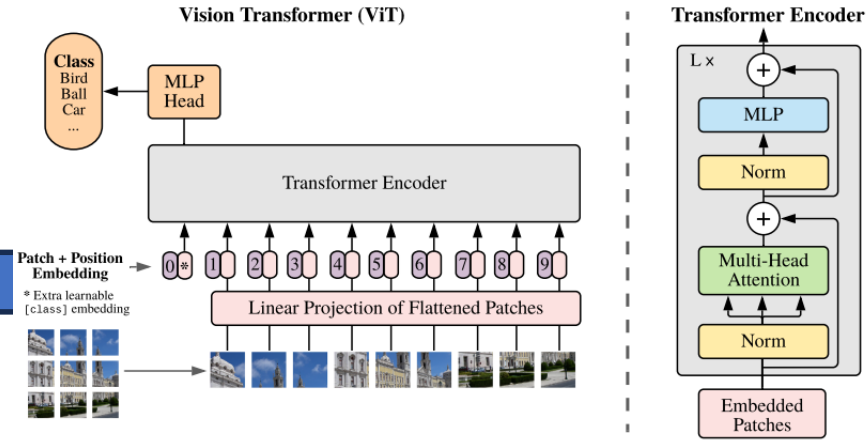 Vision Transformer (ViT)
Class
Bird
Ball
Car
...
MLP
Head
Transformer Encoder
Patch + Position
Embedding
* Extra learnable
[class] embedding
0 * 1 2 3 4 5 6 7 8 9
Linear Projection of Flattened Patches
Transformer Encoder
L ×
+
MLP
Norm
+
Multi-Head
Attention
Norm
Embedded
Patches